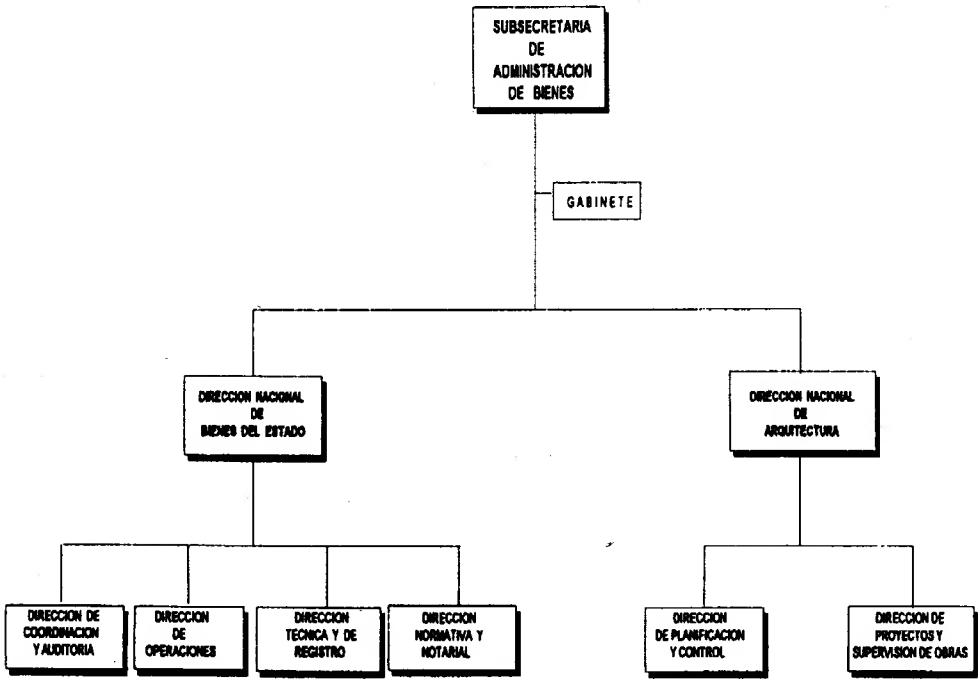 SUBSECRETARIA
DE
ADMINISTRACION
DE BIENES
GABINETE
DIRECCION NACIONAL
DE
BIENES DEL ESTADO
DIRECCION NACIONAL
DE
ARQUITECTURA
DIRECCION DE
COORDINACION
Y AUDITORIA
DIRECCION
DE
OPERACIONES
DIRECCION
TECNICA Y DE
REGISTRO
DIRECCION
NORMATIVA Y
NOTARIAL
DIRECCION
DE PLANIFICACION
Y CONTROL
DIRECCION DE
PROYECTOS Y
SUPERVISION DE OBRAS